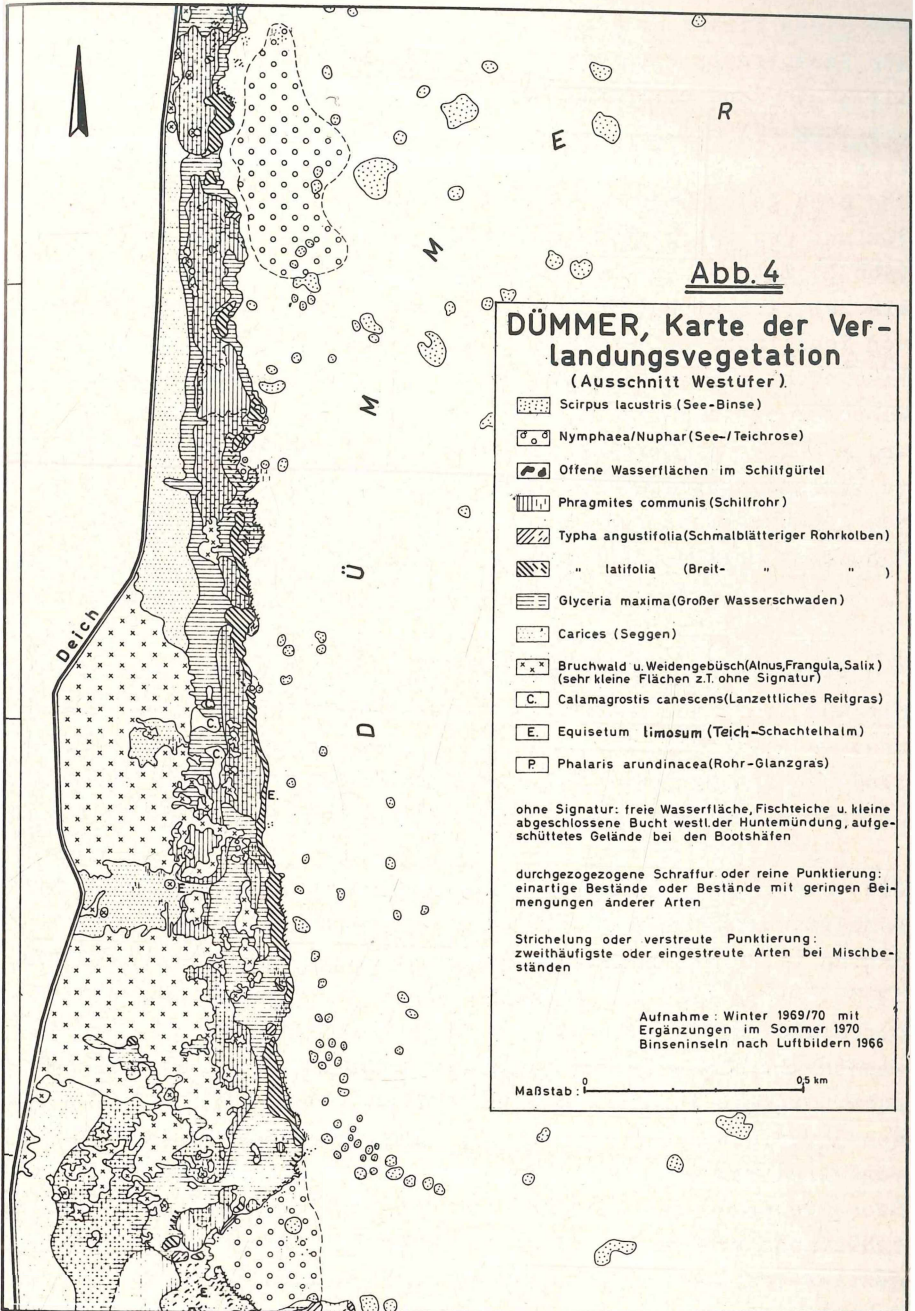 R
E
M
M
Ü
D
Deich
C.
C.
E.
E.
E.
Abb. 4
DÜMMER, Karte der Ver-
landungsvegetation
(Ausschnitt Westufer).
Scirpus lacustris (See-Binse)
Nymphaea/Nuphar (See-/Teichrose)
Offene Wasserflächen im Schilfgürtel
Phragmites communis (Schilfrohr)
Typha angustifolia (Schmalblätteriger Rohrkolben)
" latifolia (Breit- " " )
Glyceria maxima (Großer Wasserschwaden)
Carices (Seggen)
Bruchwald u. Weidengebüsch (Alnus, Frangula, Salix)
(sehr kleine Flächen z.T. ohne Signatur)
C. Calamagrostis canescens (Lanzettliches Reitgras)
E. Equisetum limosum (Teich-Schachtelhalm)
P. Phalaris arundinacea (Rohr-Glanzgras)
ohne Signatur: freie Wasserfläche, Fischteiche u. kleine
abgeschlossene Bucht westl. der Huntemündung, aufge-
schüttetes Gelände bei den Bootshäfen
durchgezogezogene Schraffur oder reine Punktierung:
einartige Bestände oder Bestände mit geringen Bei-
mengungen anderer Arten
Strichelung oder verstreute Punktierung:
zweithäufigste oder eingestreute Arten bei Mischbe-
ständen
Aufnahme: Winter 1969/70 mit
Ergänzungen im Sommer 1970
Binseninseln nach Luftbildern 1966
Maßstab: 0 0,5 km